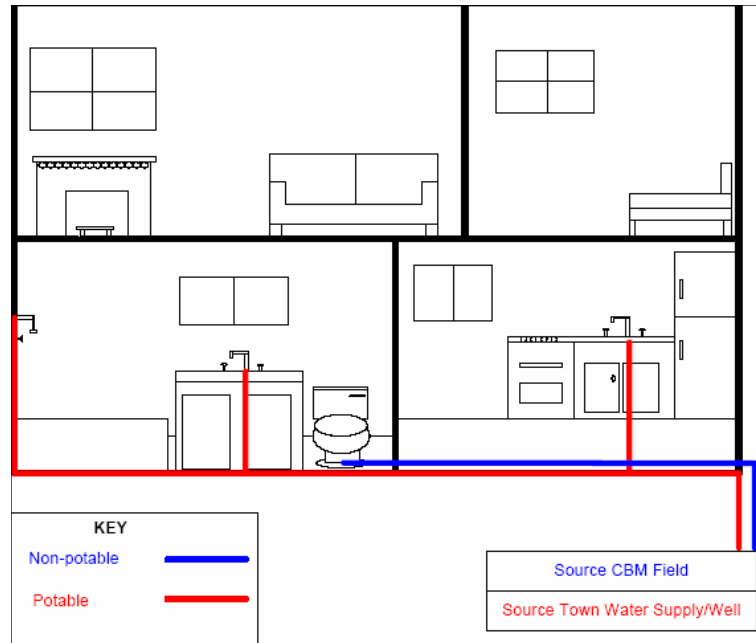 KEY
Non-potable
Potable
Source CBM Field
Source Town Water Supply/Well